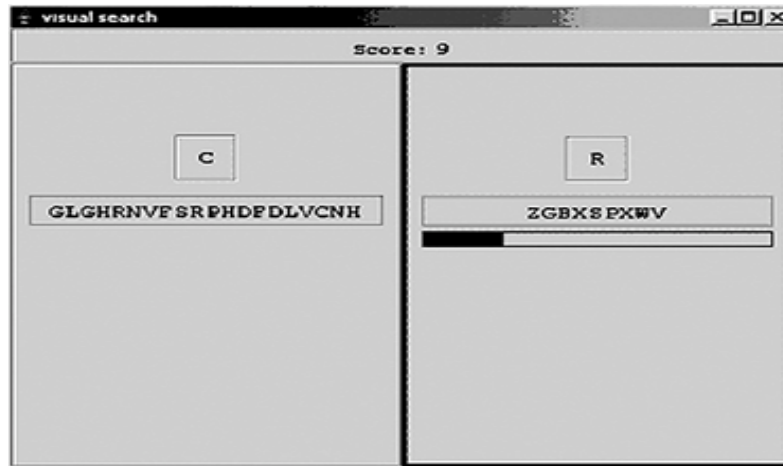 visual search
Score: 9
C
GLGHRNVFSRPHDFDLVCNH
R
ZGBXSPXWV